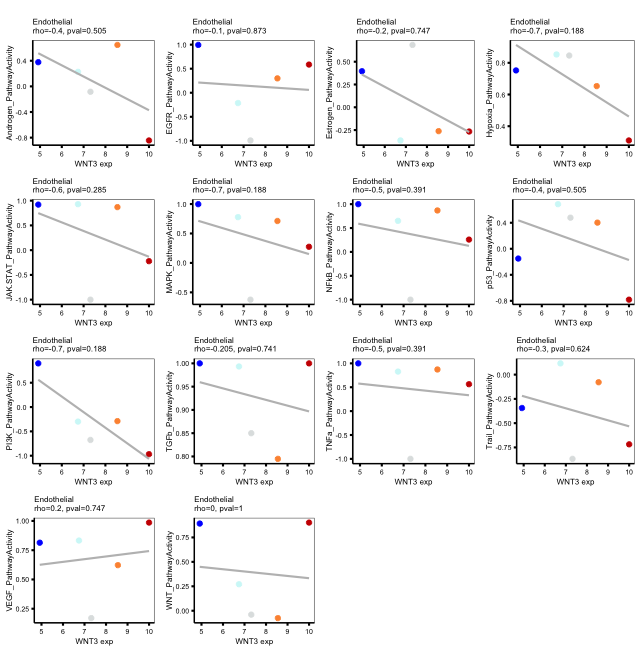 Endothelial
rho=-0.4, pval=0.505
Androgen_PathwayActivity
0.4
0.0
-0.4
-0.8
5 6 7 8 9 10
WNT3 exp
Endothelial
rho=-0.1, pval=0.873
EGFR_PathwayActivity
1.0
0.5
0.0
-0.5
-1.0
5 6 7 8 9 10
WNT3 exp
Endothelial
rho=-0.2, pval=0.747
Estrogen_PathwayActivity
0.50
0.25
0.00
-0.25
5 6 7 8 9 10
WNT3 exp
Endothelial
rho=-0.7, pval=0.188
Hypoxia_PathwayActivity
0.8
0.6
0.4
5 6 7 8 9 10
WNT3 exp
Endothelial
rho=-0.6, pval=0.285
JAK.STAT_PathwayActivity
1.0
0.5
0.0
-0.5
-1.0
5 6 7 8 9 10
WNT3 exp
Endothelial
rho=-0.7, pval=0.188
MAPK_PathwayActivity
1.0
0.5
0.0
-0.5
5 6 7 8 9 10
WNT3 exp
Endothelial
rho=-0.5, pval=0.391
NFkB_PathwayActivity
1.0
0.5
0.0
-0.5
-1.0
5 6 7 8 9 10
WNT3 exp
Endothelial
rho=-0.4, pval=0.505
p53_PathwayActivity
0.4
0.0
-0.4
-0.8
5 6 7 8 9 10
WNT3 exp
Endothelial
rho=-0.7, pval=0.188
PI3K_PathwayActivity
0.5
0.0
-0.5
-1.0
5 6 7 8 9 10
WNT3 exp
Endothelial
rho=-0.205, pval=0.741
TGFb_PathwayActivity
1.00
0.95
0.90
0.85
0.80
5 6 7 8 9 10
WNT3 exp
Endothelial
rho=-0.5, pval=0.391
TNFa_PathwayActivity
1.0
0.5
0.0
-0.5
-1.0
5 6 7 8 9 10
WNT3 exp
Endothelial
rho=-0.3, pval=0.624
Trail_PathwayActivity
0.00
-0.25
-0.50
-0.75
5 6 7 8 9 10
WNT3 exp
Endothelial
rho=0.2, pval=0.747
VEGF_PathwayActivity
1.00
0.75
0.50
0.25
5 6 7 8 9 10
WNT3 exp
Endothelial
rho=0, pval=1
WNT_PathwayActivity
0.75
0.50
0.25
0.00
5 6 7 8 9 10
WNT3 exp